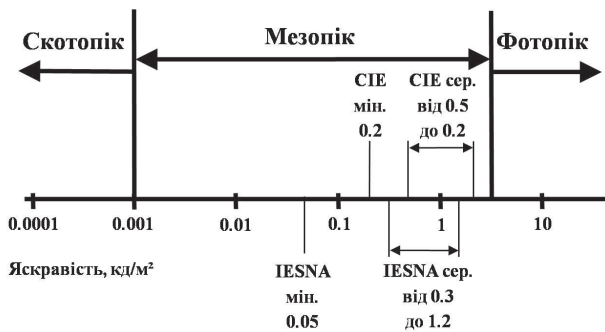 Скотопік
Мезопік
Фотопік
CIE
мін.
0.2
CIE сер.
від 0.5
до 0.2
0.0001
0.001
0.01
0.1
1
10
Яскравість, кд/м²
IESNA
мін.
0.05
IESNA сер.
від 0.3
до 1.2